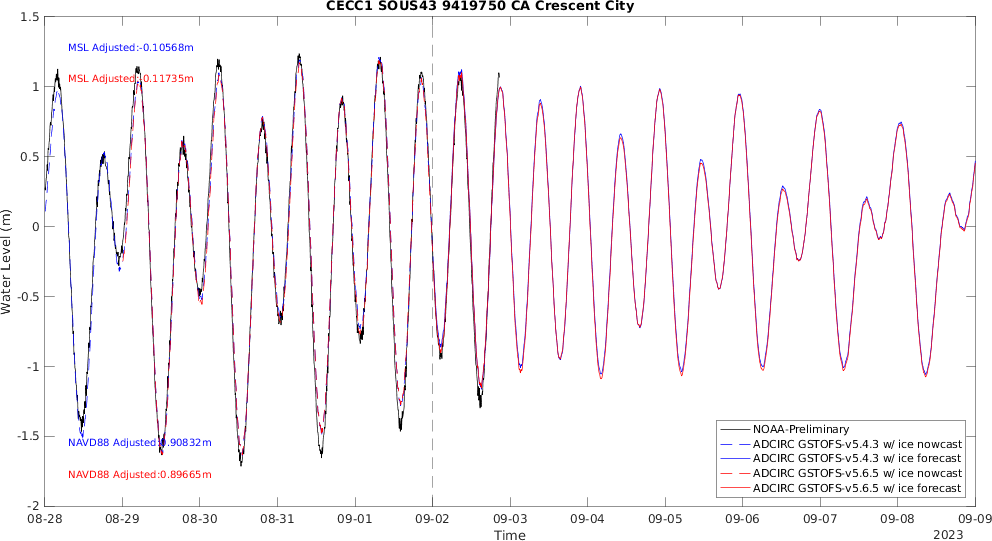 CECC1 SOUS43 9419750 CA Crescent City
1.5
1
0.5
0
-0.5
-1
-1.5
-2
Water Level (m)
MSL Adjusted:-0.10568m
MSL Adjusted:-0.11735m
NAVD88 Adjusted:0.90832m
NAVD88 Adjusted:0.89665m
NOAA-Preliminary
ADCIRC GSTOFS-v5.4.3 w/ ice nowcast
ADCIRC GSTOFS-v5.4.3 w/ ice forecast
ADCIRC GSTOFS-v5.6.5 w/ ice nowcast
ADCIRC GSTOFS-v5.6.5 w/ ice forecast
08-28 08-29 08-30 08-31 09-01 09-02 09-03 09-04 09-05 09-06 09-07 09-08 09-09
Time
2023